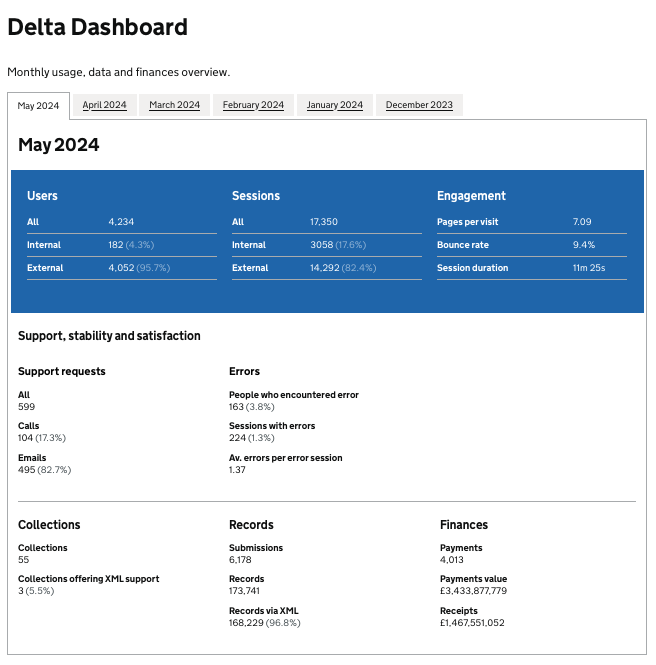 Delta Dashboard
Monthly usage, data and finances overview.
May 2024
April 2024
March 2024
February 2024
January 2024
December 2023
May 2024
Users
All 4,234
Internal 182 (4.3%)
External 4,052 (95.7%)
Sessions
All 17,350
Internal 3058 (17.6%)
External 14,292 (82.4%)
Engagement
Pages per visit 7.09
Bounce rate 9.4%
Session duration 11m 25s
Support, stability and satisfaction
Support requests
All
599
Calls
104 (17.3%)
Emails
495 (82.7%)
Errors
People who encountered error
163 (3.8%)
Sessions with errors
224 (1.3%)
Av. errors per error session
1.37
Collections
Collections
55
Collections offering XML support
3 (5.5%)
Records
Submissions
6,178
Records
173,741
Records via XML
168,229 (96.8%)
Finances
Payments
4,013
Payments value
£3,433,877,779
Receipts
£1,467,551,052